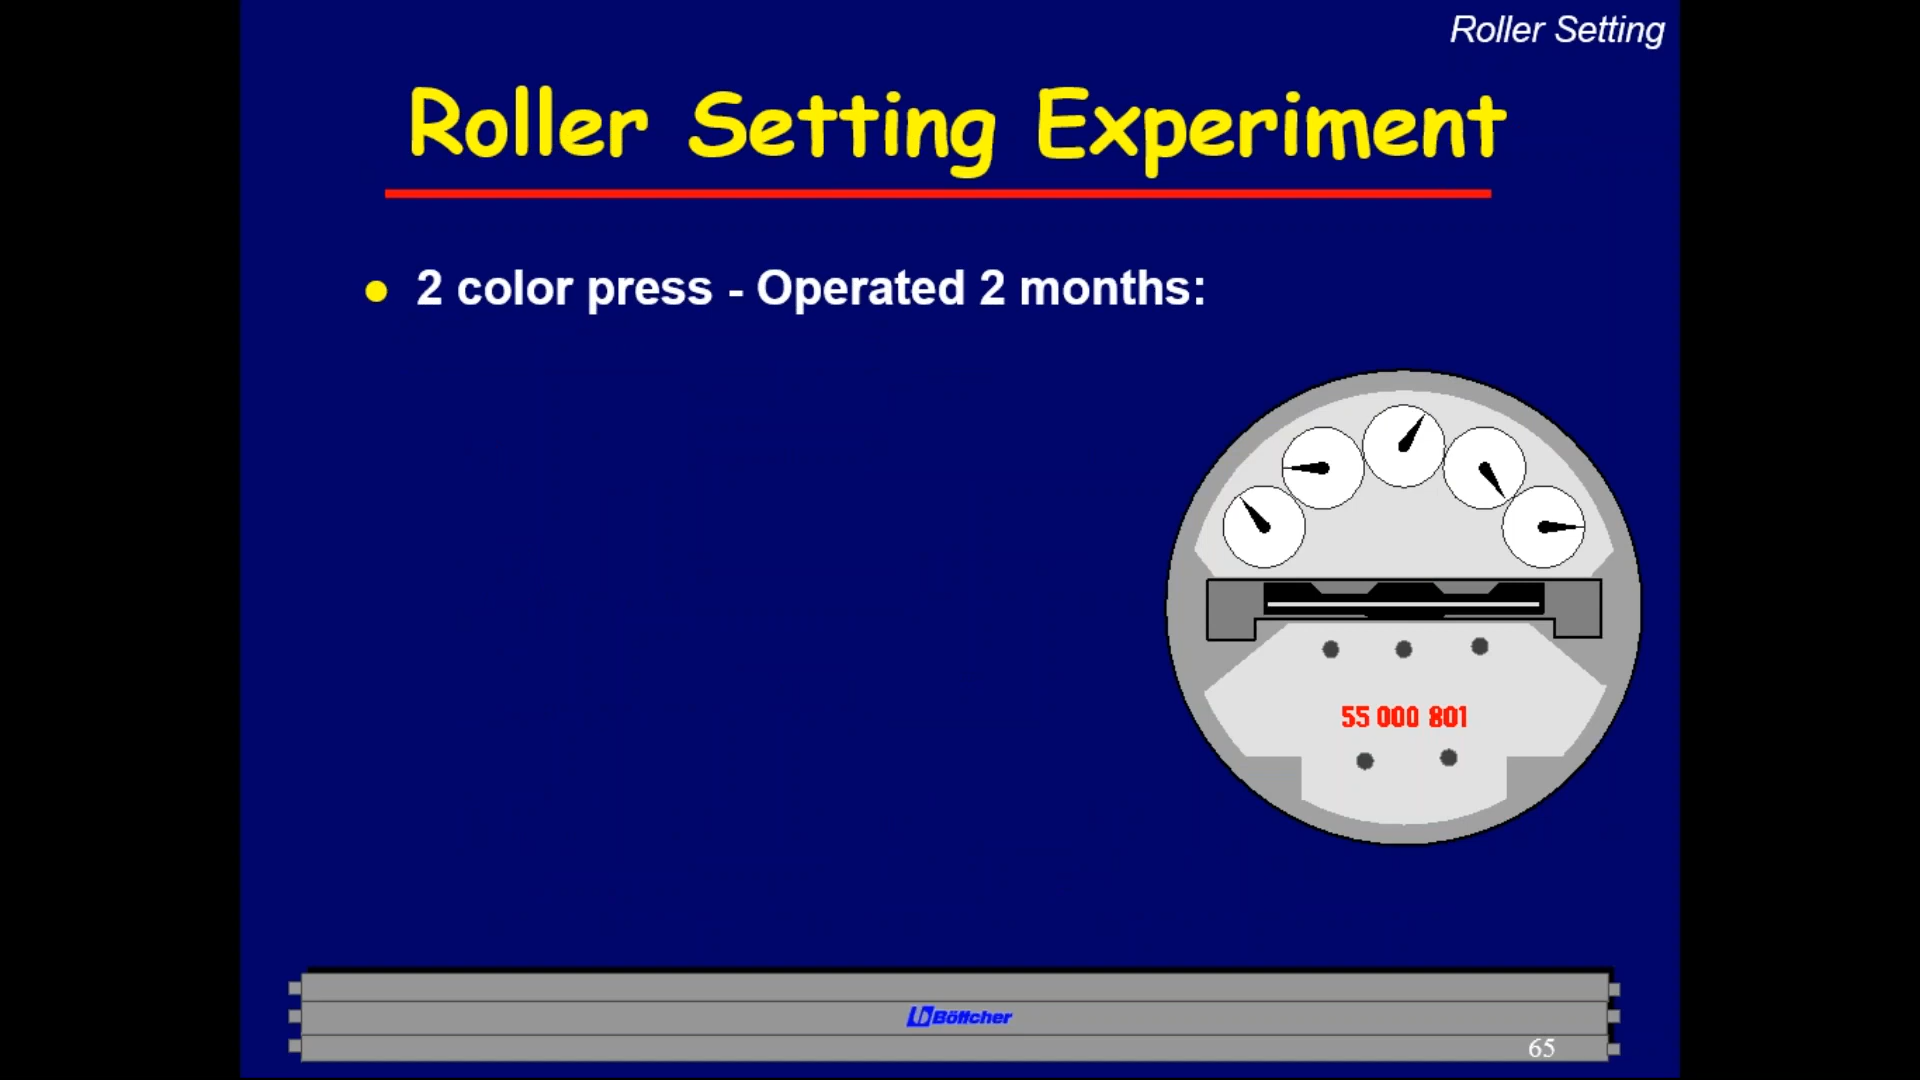 Roller Setting
Roller Setting Experiment
2 color press - Operated 2 months:
55 000 801
Böttcher
65